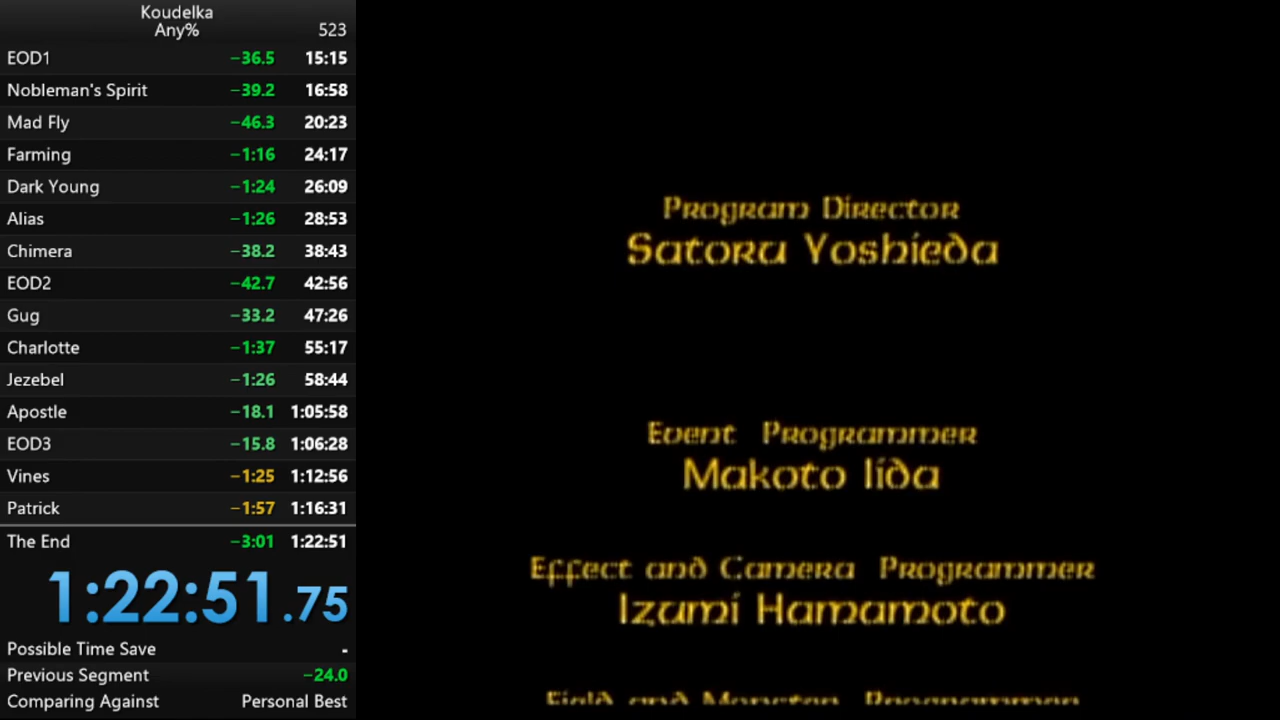 Koudelka
Any% 523
EOD1 −36.5 15:15
Nobleman's Spirit −39.2 16:58
Mad Fly −46.3 20:23
Farming −1:16 24:17
Dark Young −1:24 26:09
Alias −1:26 28:53
Chimera −38.2 38:43
EOD2 −42.7 42:56
Gug −33.2 47:26
Charlotte −1:37 55:17
Jezebel −1:26 58:44
Apostle −18.1 1:05:58
EOD3 −15.8 1:06:28
Vines −1:25 1:12:56
Patrick −1:57 1:16:31
The End −3:01 1:22:51
1:22:51.75
Possible Time Save -
Previous Segment −24.0
Comparing Against Personal Best
Program Director
Satoru Yoshieda
Event Programmer
Makoto Iida
Effect and Camera Programmer
Izumi Hamamoto
Field and Monster Programmer